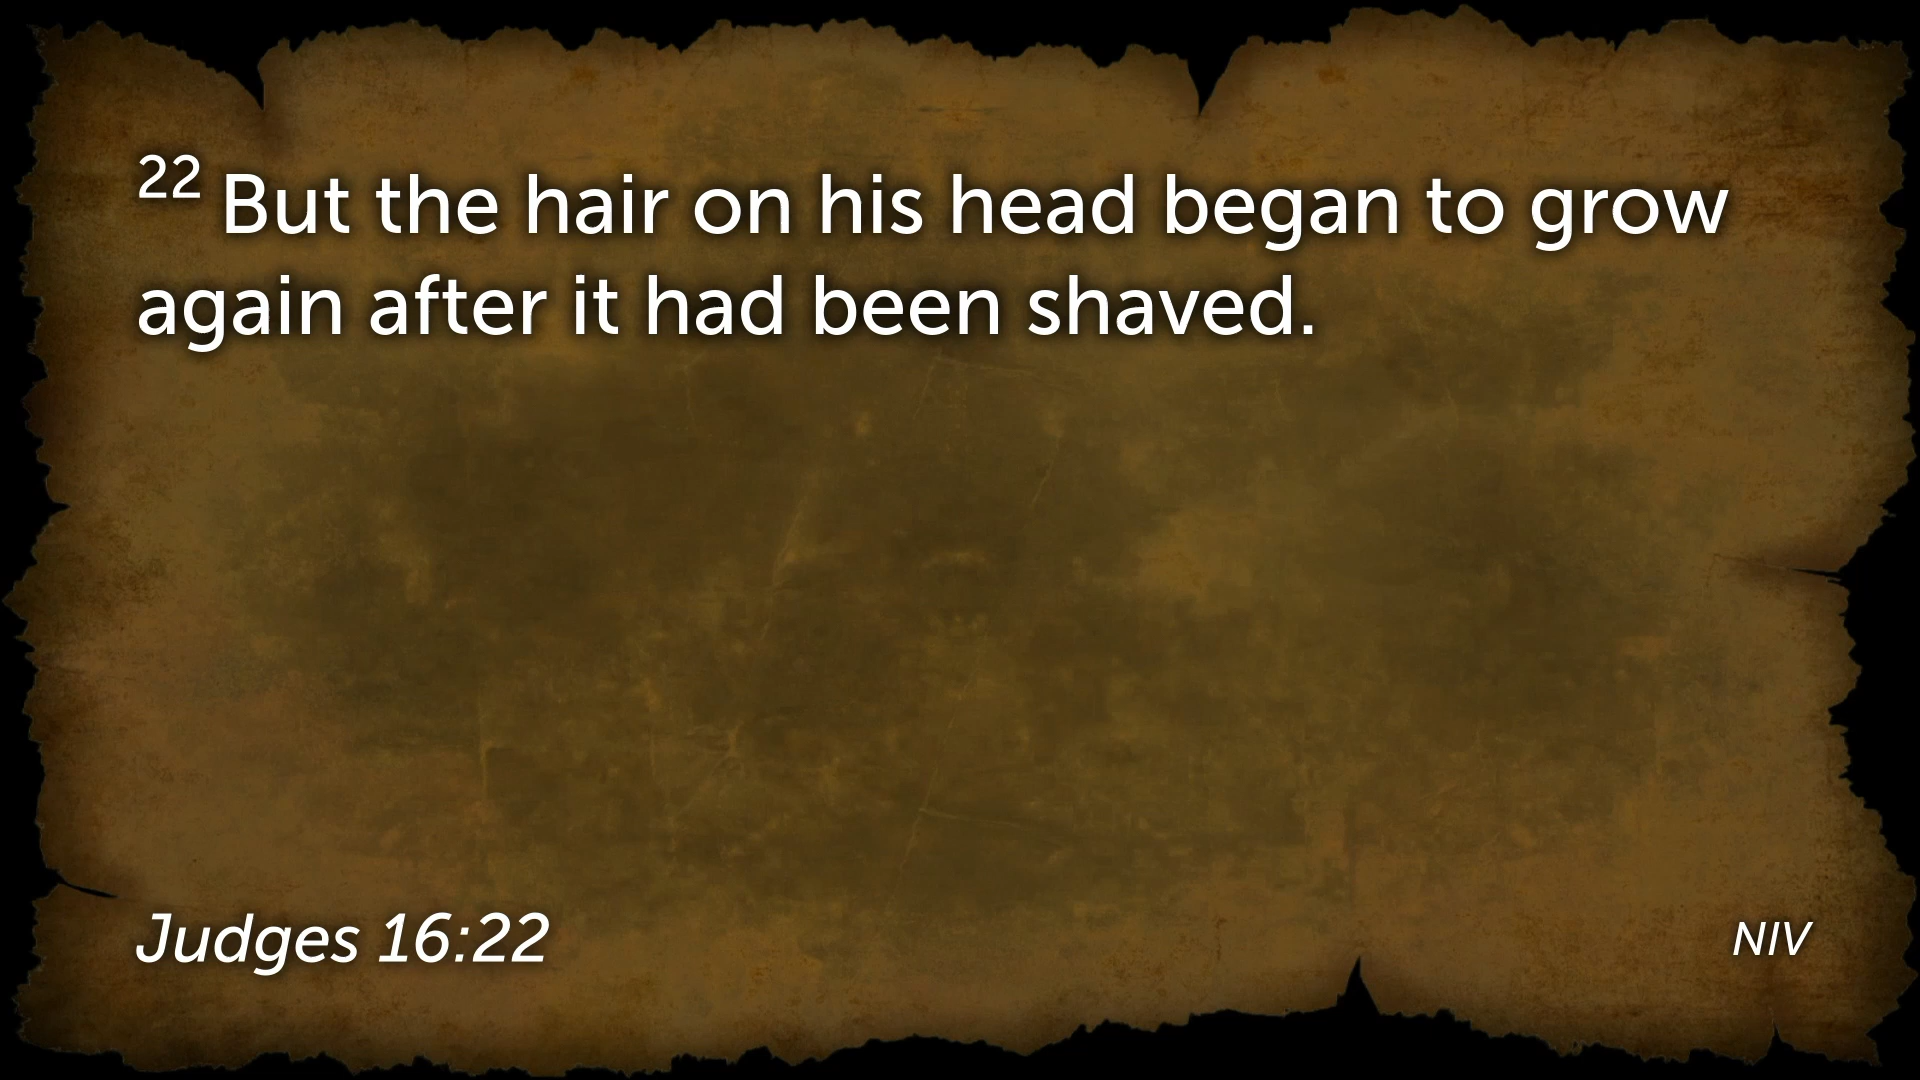 22 But the hair on his head began to grow
again after it had been shaved.
Judges 16:22
NIV